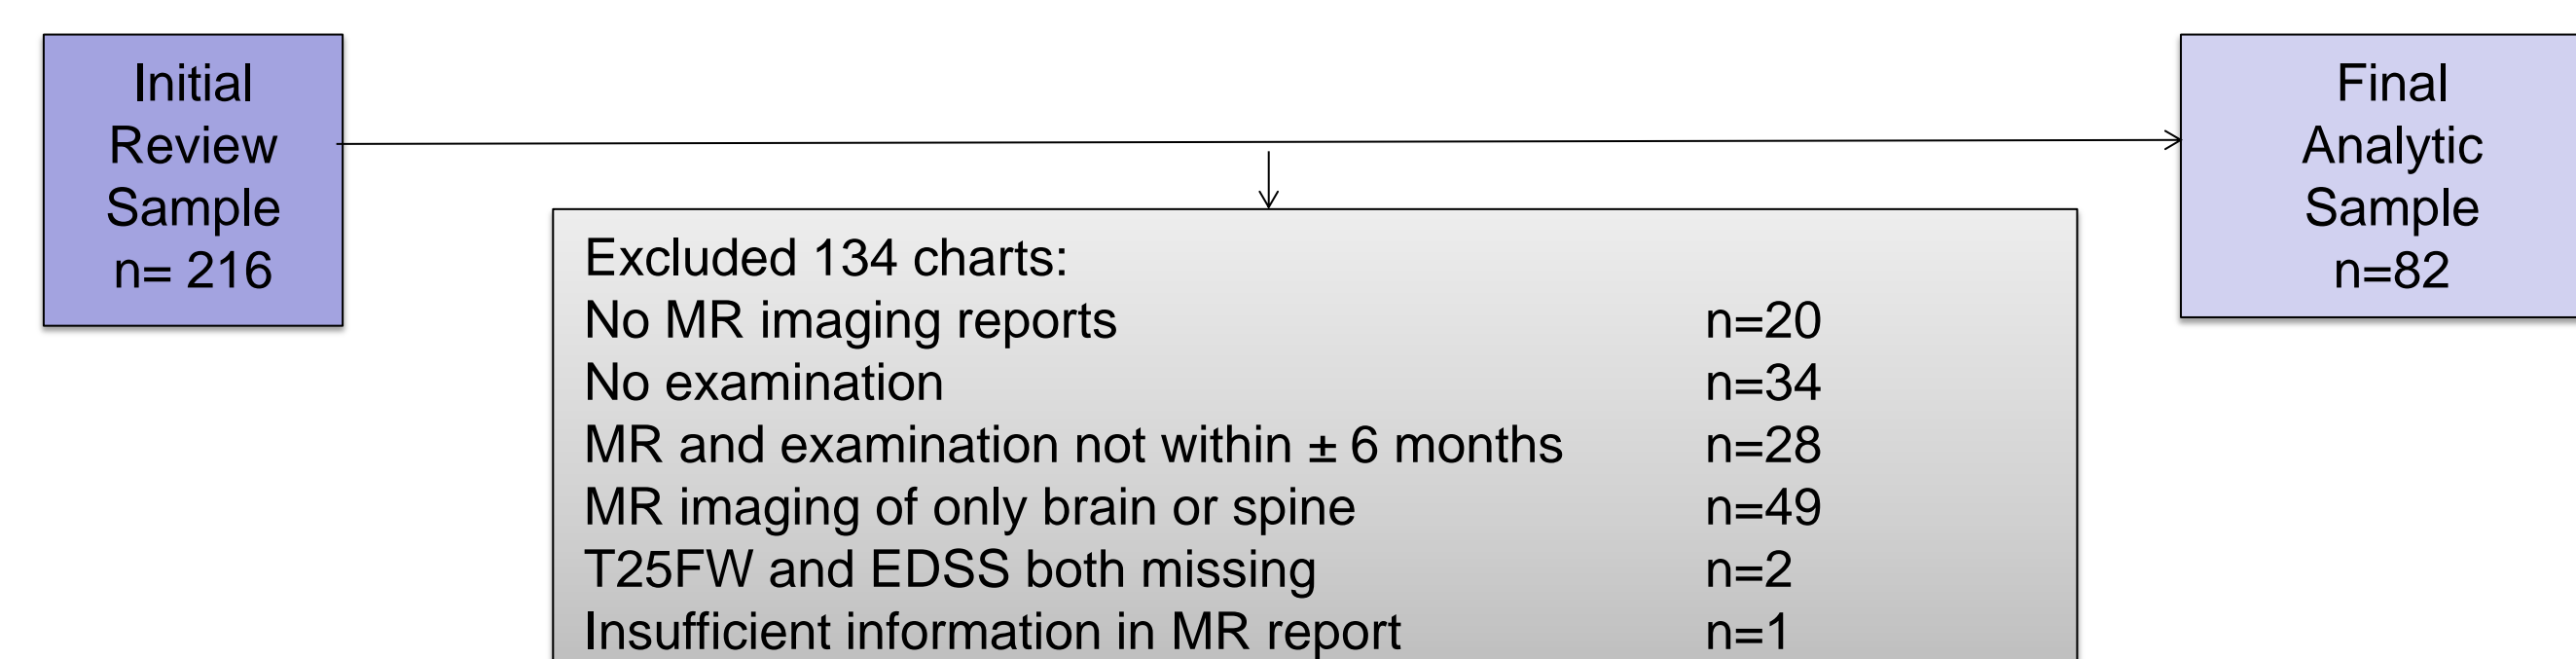 Initial
Review
Sample
n= 216
Final
Analytic
Sample
n=82
Excluded 134 charts:
No MR imaging reports n=20
No examination n=34
MR and examination not within ± 6 months n=28
MR imaging of only brain or spine n=49
T25FW and EDSS both missing n=2
Insufficient information in MR report n=1